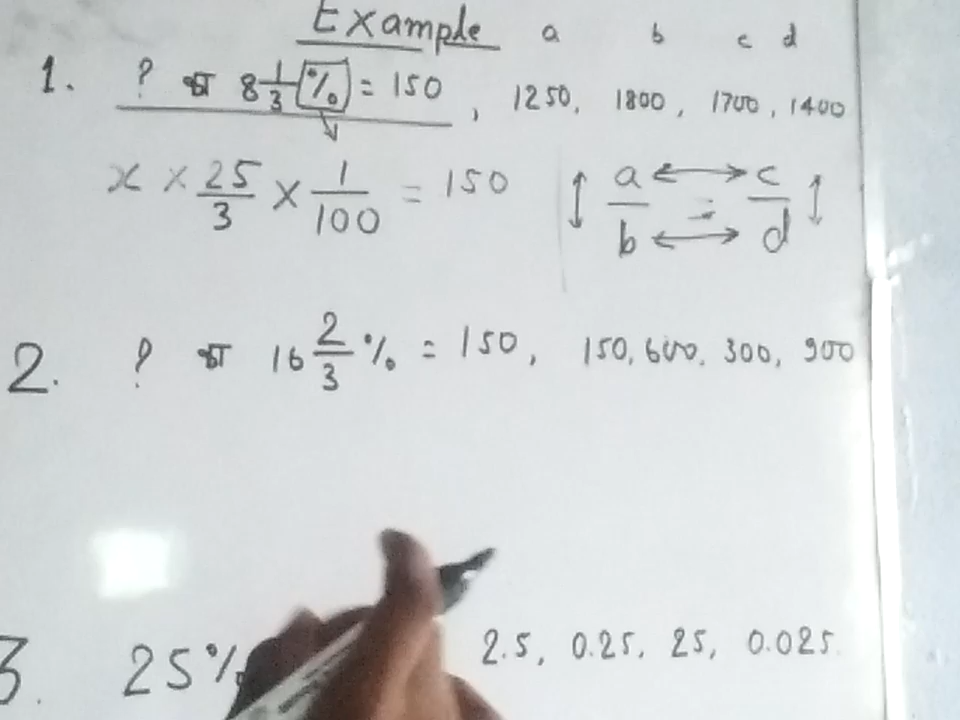 Example a b c d
1. ? का 8 1/3 % = 150, 1250, 1800, 1700, 1400
x × 25/3 × 1/100 = 150 a/b = c/d
2. ? का 16 2/3 % = 150, 150, 600, 300, 900
3. 25% 2.5, 0.25, 25, 0.025